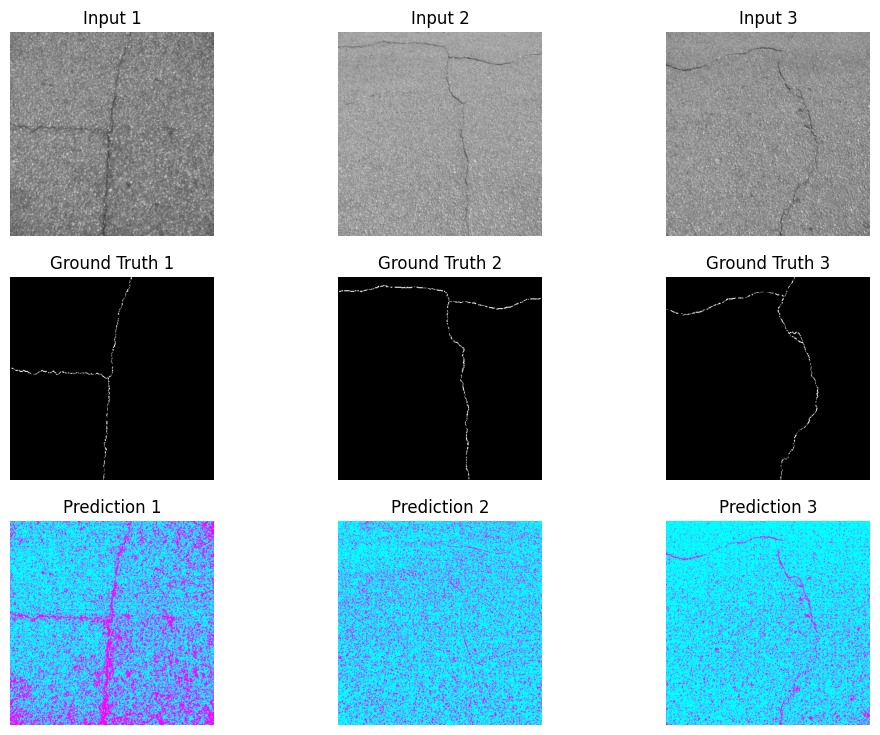 Input 1
Input 2
Input 3
Ground Truth 1
Ground Truth 2
Ground Truth 3
Prediction 1
Prediction 2
Prediction 3